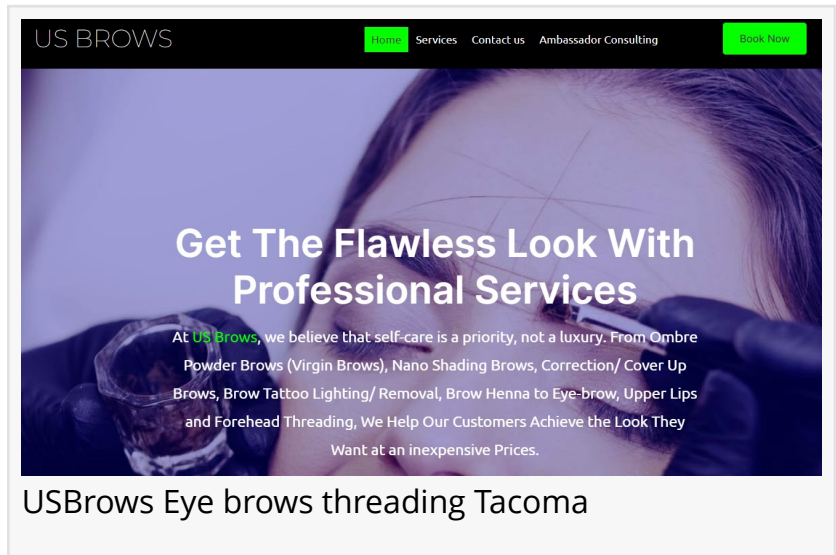 US BROWS
Home Services Contact us Ambassador Consulting
Book Now
Get The Flawless Look With
Professional Services
At US Brows, we believe that self-care is a priority, not a luxury. From Ombre
Powder Brows (Virgin Brows), Nano Shading Brows, Correction/ Cover Up
Brows, Brow Tattoo Lighting/ Removal, Brow Henna to Eye-brow, Upper Lips
and Forehead Threading, We Help Our Customers Achieve the Look They
Want at an inexpensive Prices.
USBrows Eye brows threading Tacoma